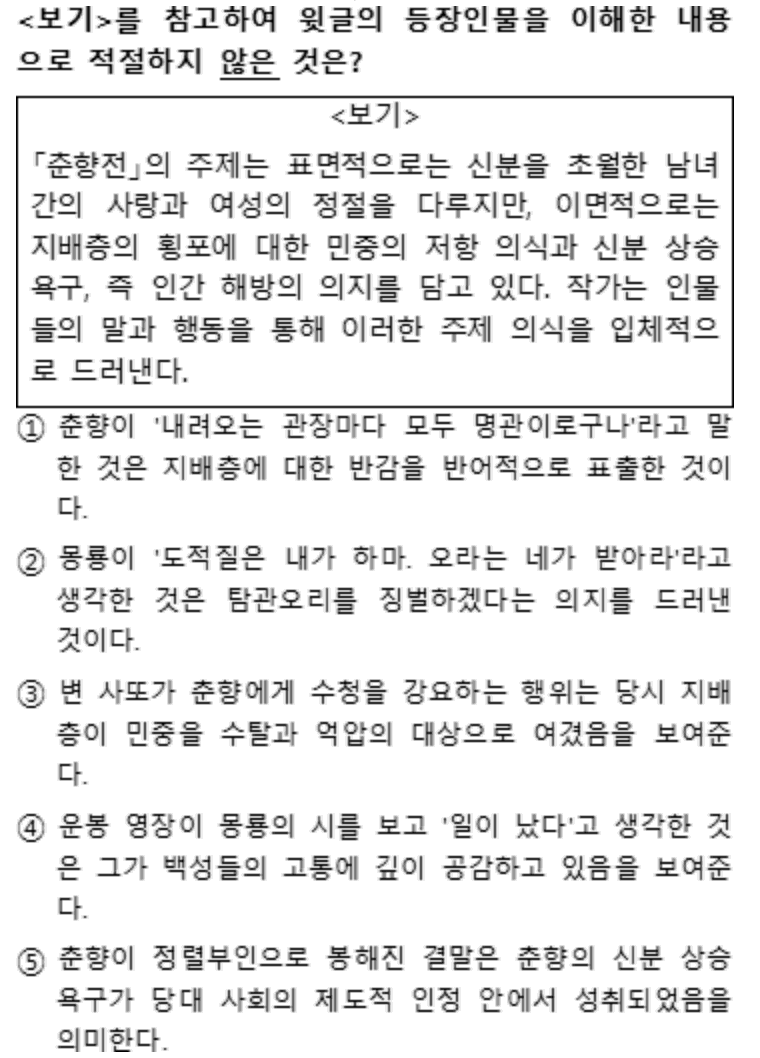 <보기>를 참고하여 윗글의 등장인물을 이해한 내용
으로 적절하지 않은 것은?
<보기>
「춘향전」의 주제는 표면적으로는 신분을 초월한 남녀
간의 사랑과 여성의 정절을 다루지만, 이면적으로는
지배층의 횡포에 대한 민중의 저항 의식과 신분 상승
욕구, 즉 인간 해방의 의지를 담고 있다. 작가는 인물
들의 말과 행동을 통해 이러한 주제 의식을 입체적으
로 드러낸다.
① 춘향이 '내려오는 관장마다 모두 명관이로구나'라고 말
한 것은 지배층에 대한 반감을 반어적으로 표출한 것이
다.
② 몽룡이 '도적질은 내가 하마. 오라는 네가 받아라'라고
생각한 것은 탐관오리를 징벌하겠다는 의지를 드러낸
것이다.
③ 변 사또가 춘향에게 수청을 강요하는 행위는 당시 지배
층이 민중을 수탈과 억압의 대상으로 여겼음을 보여준
다.
④ 운봉 영장이 몽룡의 시를 보고 '일이 났다'고 생각한 것
은 그가 백성들의 고통에 깊이 공감하고 있음을 보여준
다.
⑤ 춘향이 정렬부인으로 봉해진 결말은 춘향의 신분 상승
욕구가 당대 사회의 제도적 인정 안에서 성취되었음을
의미한다.